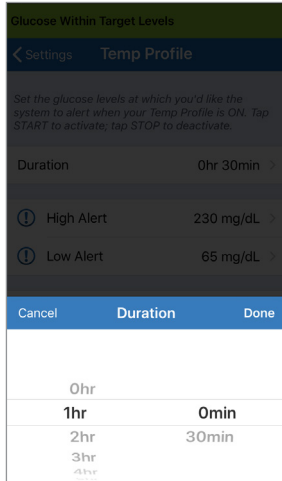 Glucose Within Target Levels
Settings Temp Profile
Set the glucose levels at which you'd like the
system to alert when your Temp Profile is ON. Tap
START to activate; tap STOP to deactivate.
Duration 0hr 30min
High Alert 230 mg/dL
Low Alert 65 mg/dL
Cancel Duration Done
0hr
1hr 0min
2hr 30min
3hr
4hr